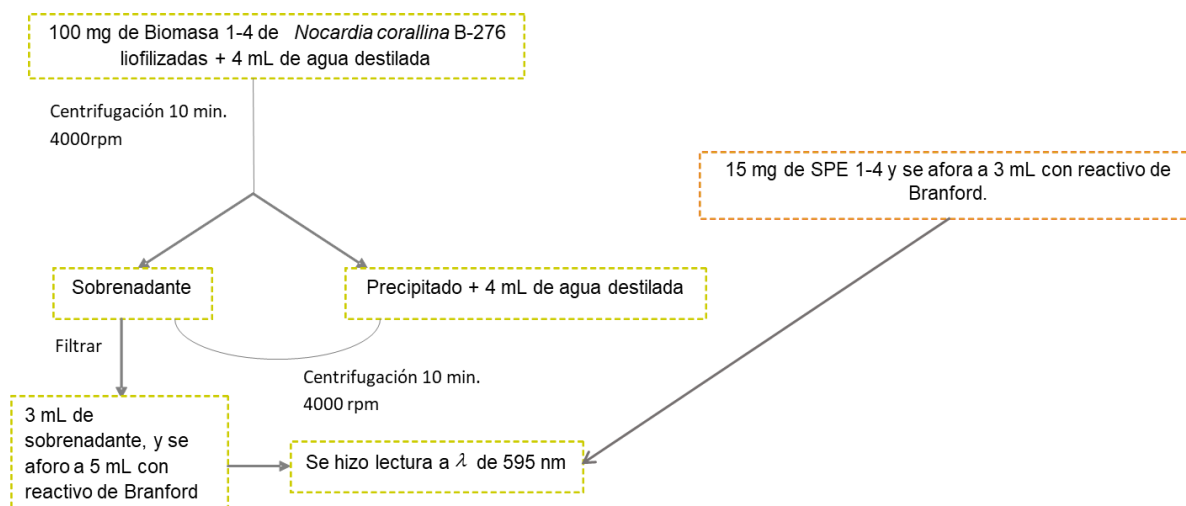 100 mg de Biomasa 1-4 de Nocardia corallina B-276
liofilizadas + 4 mL de agua destilada
Centrifugación 10 min.
4000rpm
15 mg de SPE 1-4 y se afora a 3 mL con reactivo de
Branford.
Sobrenadante
Precipitado + 4 mL de agua destilada
Filtrar
Centrifugación 10 min.
4000 rpm
3 mL de
sobrenadante, y se
aforo a 5 mL con
reactivo de Branford
Se hizo lectura a λ de 595 nm